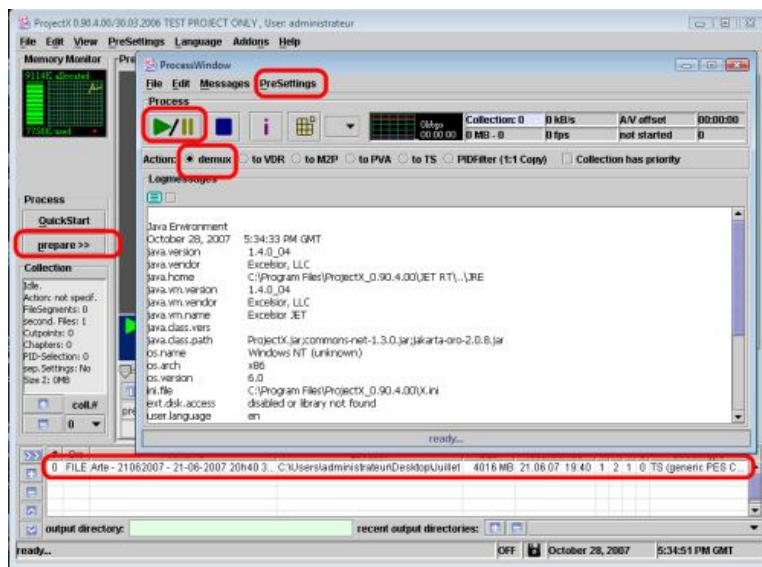 ProjectX 0.90.4.00/30.03.2006 TEST PROJECT ONLY, User: administrateur
File Edit View PreSettings Language Addons Help
Memory Monitor
9114K allocated
7756K used
ProcessWindow
File Edit Messages PreSettings
Process
0kbps
00:00:00
Collection: 0
0 kB/s
A/V offset
00:00:00
0 MB - 0
0 fps
not started
0
Action: demux to VDR to M2P to PVA to TS PIDFilter (1:1 Copy) Collection has priority
Logmessages
Java Environment
October 28, 2007 5:34:33 PM GMT
java.version 1.4.0_04
java.vendor Excelsior, LLC
java.home C:\Program Files\ProjectX_0.90.4.00\JET RT\..\JRE
java.vm.version 1.4.0_04
java.vm.vendor Excelsior, LLC
java.vm.name Excelsior JET
java.class.vers
java.class.path ProjectX.jar;commons-net-1.3.0.jar;jakarta-oro-2.0.8.jar
os.name Windows NT (unknown)
os.arch x86
os.version 6.0
ini.file C:\Program Files\ProjectX_0.90.4.00\X.ini
ext.disk.access disabled or library not found
user.language en
ready...
Process
QuickStart
prepare >>
Collection
Idle.
Action: not specif.
FileSegments: 0
second. Files: 1
Cutpoints: 0
Chapters: 0
PID-Selection: 0
sep. Settings: No
Size 2: 0MB
coll.#
0
0 FILE Arte - 21062007 - 21-06-2007 20h40 3... C:\Users\administrateur\Desktop\Juillet 4016 MB 21.06.07 19:40 1 2 1 0 TS (generic PES C...
output directory: recent output directories:
ready... OFF October 28, 2007 5:34:51 PM GMT